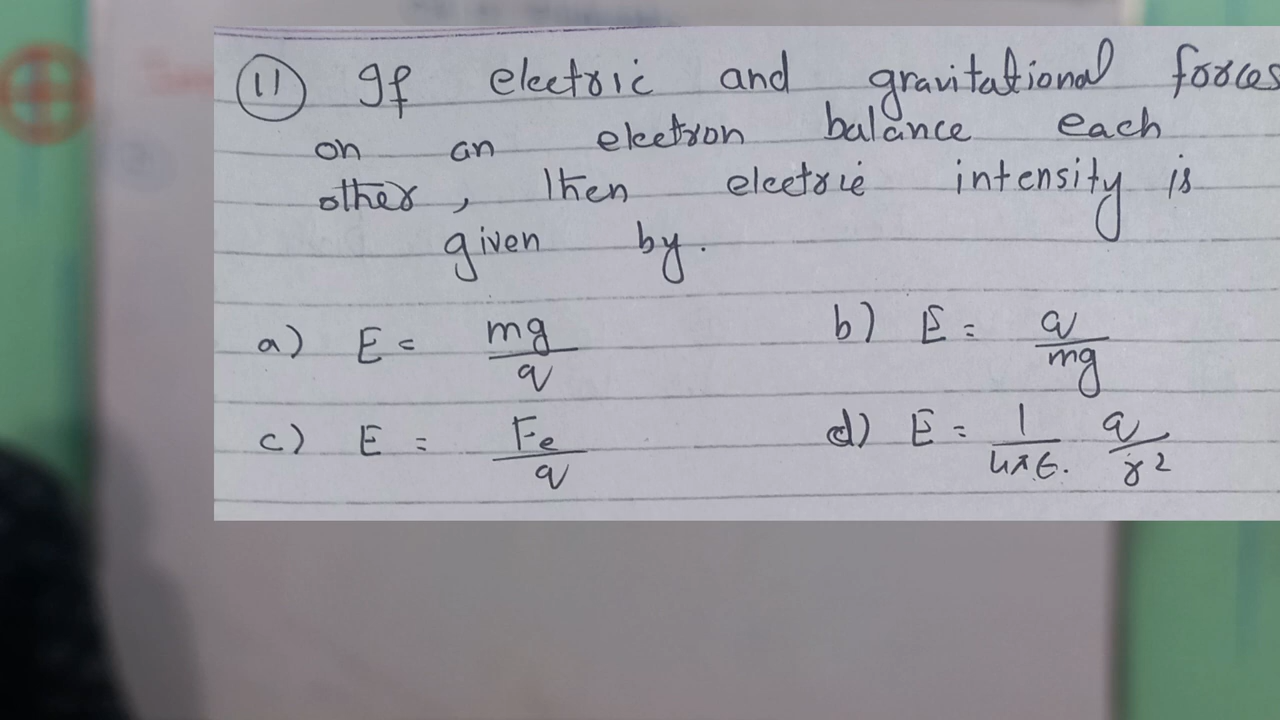 11 If electric and gravitational forces
on an electron balance each
other, then electric intensity is
given by.
a) E = mg/q b) E = q/mg
c) E = Fe/q d) E = 1/4πε. q/r²